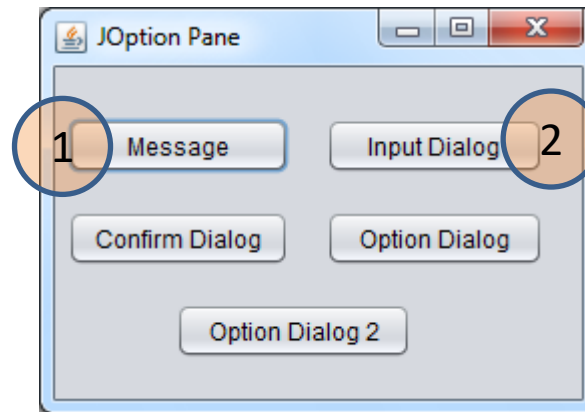 JOption Pane
1 Message Input Dialog 2
Confirm Dialog Option Dialog
Option Dialog 2